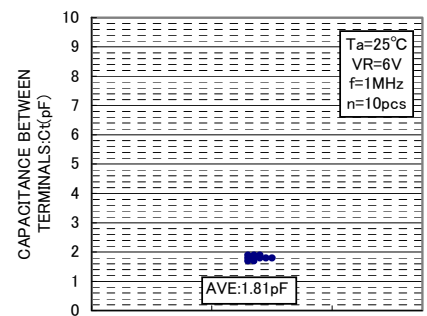 CAPACITANCE BETWEEN
TERMINALS:Ct(pF)
10
9
8
7
6
5
4
3
2
1
0
Ta=25°C
VR=6V
f=1MHz
n=10pcs
AVE:1.81pF